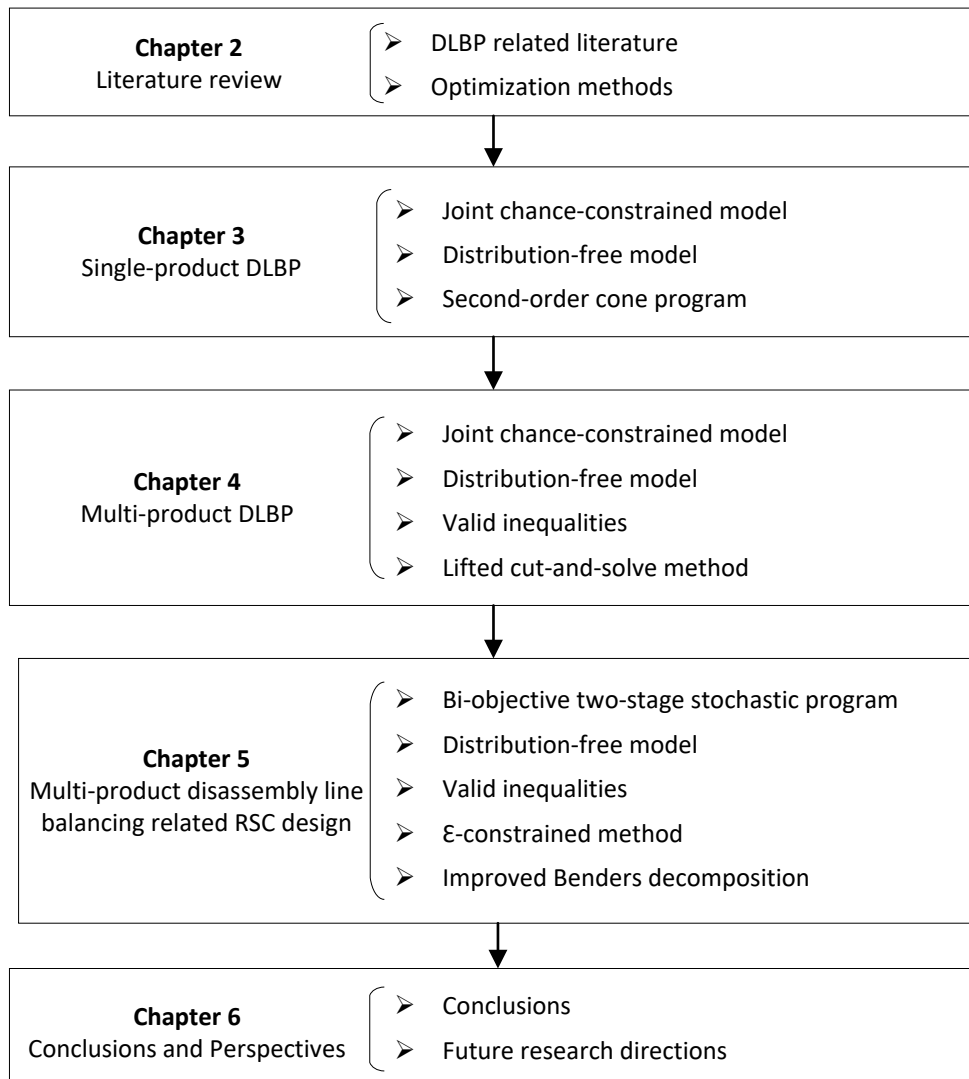 Chapter 2
Literature review
➢ DLBP related literature
➢ Optimization methods
Chapter 3
Single-product DLBP
➢ Joint chance-constrained model
➢ Distribution-free model
➢ Second-order cone program
Chapter 4
Multi-product DLBP
➢ Joint chance-constrained model
➢ Distribution-free model
➢ Valid inequalities
➢ Lifted cut-and-solve method
Chapter 5
Multi-product disassembly line
balancing related RSC design
➢ Bi-objective two-stage stochastic program
➢ Distribution-free model
➢ Valid inequalities
➢ Ɛ-constrained method
➢ Improved Benders decomposition
Chapter 6
Conclusions and Perspectives
➢ Conclusions
➢ Future research directions